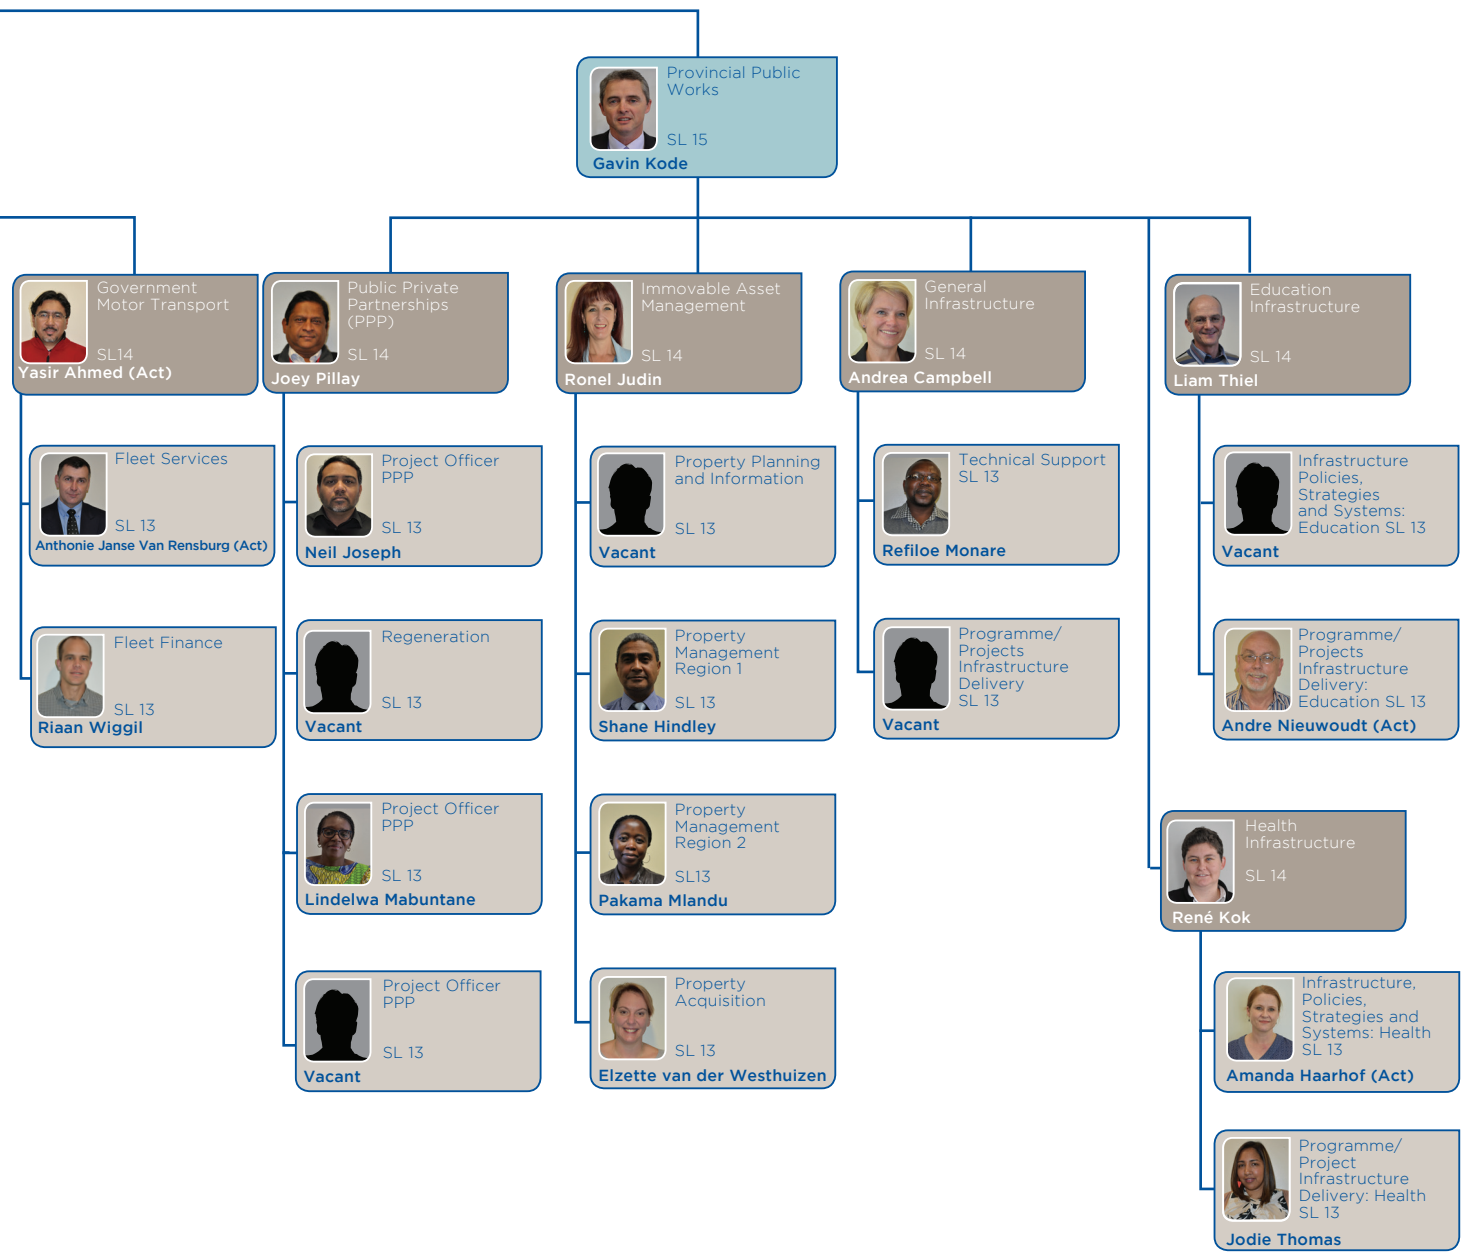 Provincial Public
Works
SL 15
Gavin Kode
Government
Motor Transport
SL14
Yasir Ahmed (Act)
Fleet Services
SL 13
Anthonie Janse Van Rensburg (Act)
Fleet Finance
SL 13
Riaan Wiggil
Public Private
Partnerships
(PPP)
SL 14
Joey Pillay
Project Officer
PPP
SL 13
Neil Joseph
Regeneration
SL 13
Vacant
Project Officer
PPP
SL 13
Lindelwa Mabuntane
Project Officer
PPP
SL 13
Vacant
Immovable Asset
Management
SL 14
Ronel Judin
Property Planning
and Information
SL 13
Vacant
Property
Management
Region 1
SL 13
Shane Hindley
Property
Management
Region 2
SL13
Pakama Mlandu
Property
Acquisition
SL 13
Elzette van der Westhuizen
General
Infrastructure
SL 14
Andrea Campbell
Technical Support
SL 13
Refiloe Monare
Programme/
Projects
Infrastructure
Delivery
SL 13
Vacant
Education
Infrastructure
SL 14
Liam Thiel
Infrastructure
Policies,
Strategies
and Systems:
Education SL 13
Vacant
Programme/
Projects
Infrastructure
Delivery:
Education SL 13
Andre Nieuwoudt (Act)
Health
Infrastructure
SL 14
René Kok
Infrastructure,
Policies,
Strategies and
Systems: Health
SL 13
Amanda Haarhof (Act)
Programme/
Project
Infrastructure
Delivery: Health
SL 13
Jodie Thomas